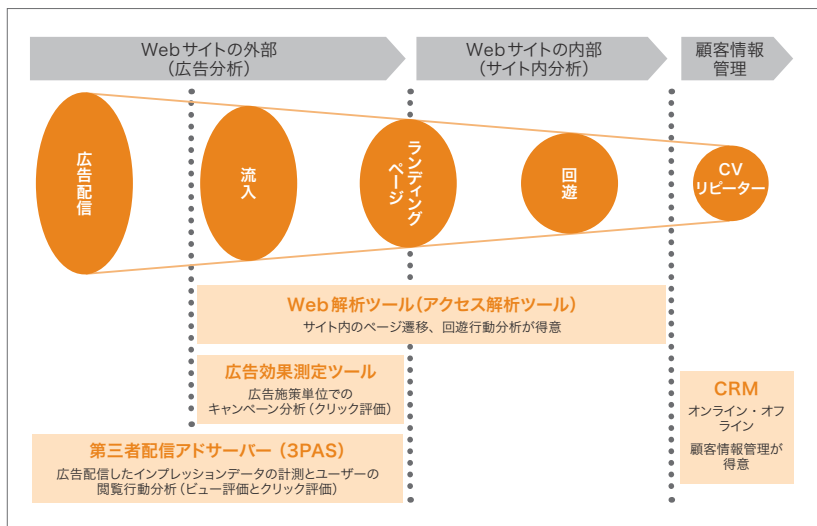 Webサイトの外部
(広告分析)
Webサイトの内部
(サイト内分析)
顧客情報
管理
広告配信
流入
ランディング
ページ
回遊
CV
リピーター
Web解析ツール(アクセス解析ツール)
サイト内のページ遷移、回遊行動分析が得意
広告効果測定ツール
広告施策単位での
キャンペーン分析(クリック評価)
CRM
オンライン・オフ
ライン
顧客情報管理が
得意
第三者配信アドサーバー(3PAS)
広告配信したインプレッションデータの計測とユーザーの
閲覧行動分析(ビュー評価とクリック評価)